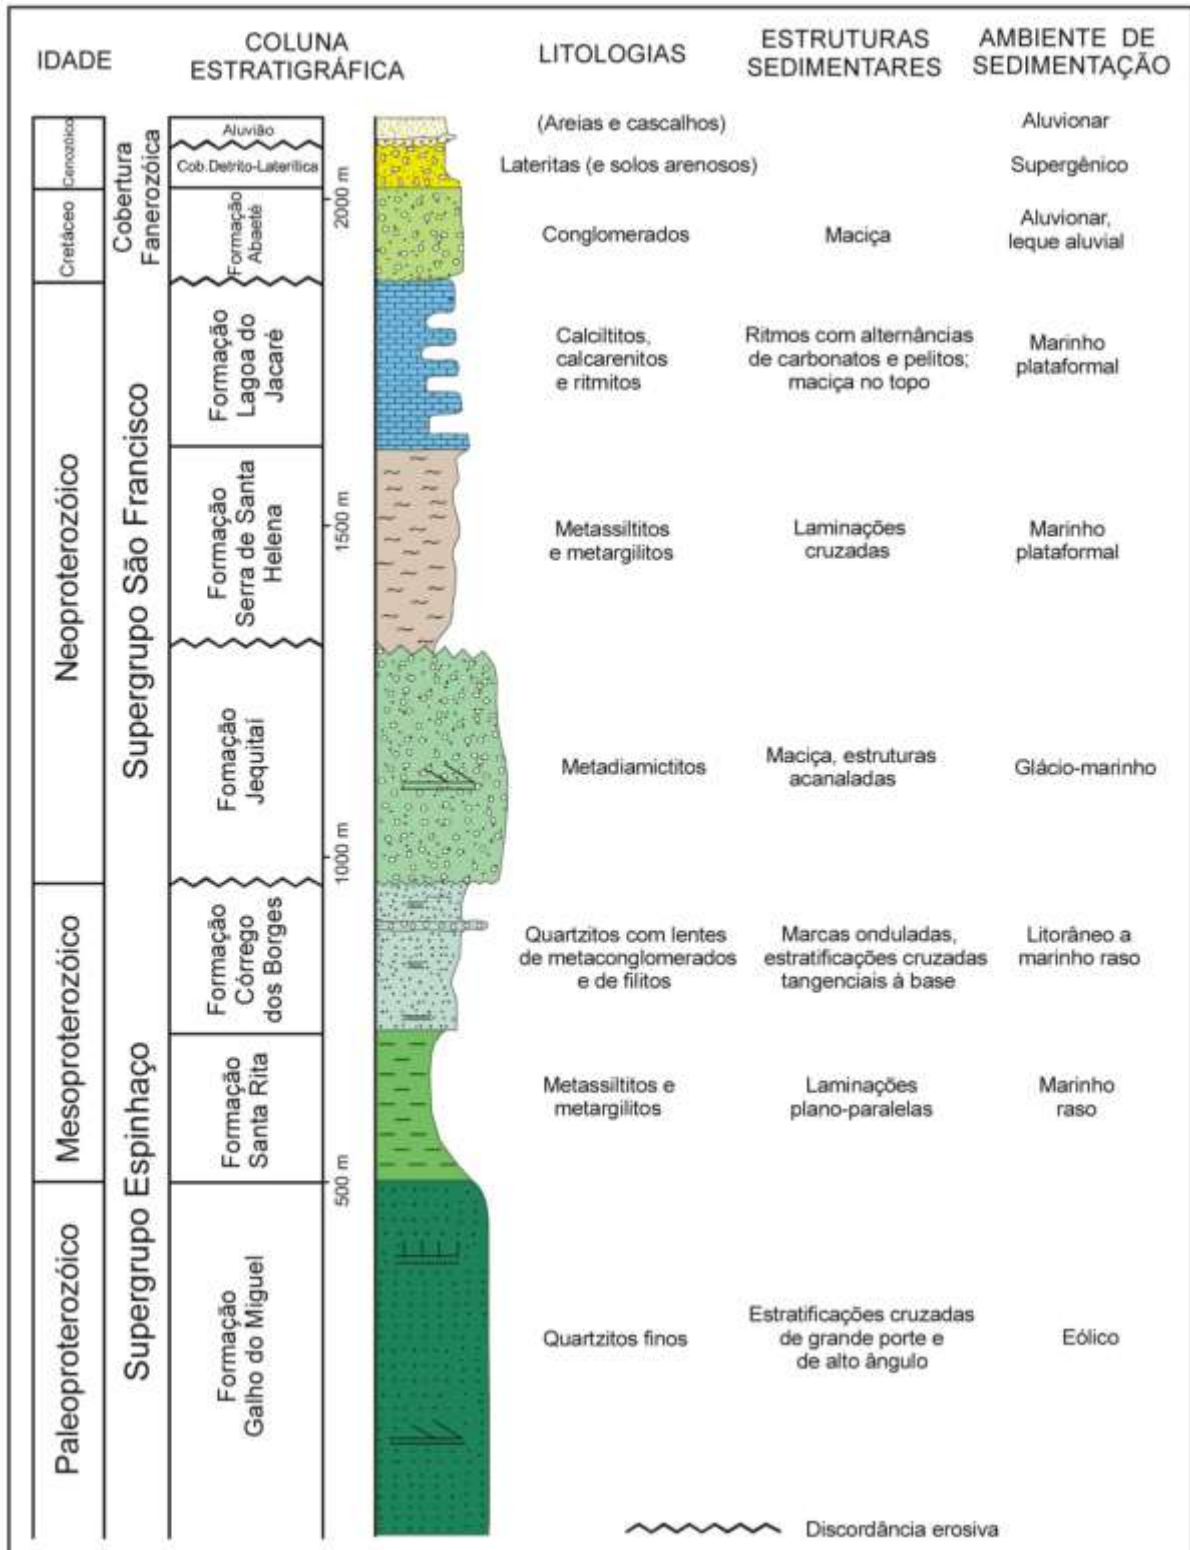 IDADE
COLUNA
ESTRATIGRÁFICA
LITOLOGIAS
ESTRUTURAS
SEDIMENTARES
AMBIENTE DE
SEDIMENTAÇÃO
Cenozóico
Cobertura
Fanerozóica
Aluvião
(Areias e cascalhos)
Aluvionar
Cob.Detrito-Laterílica
Lateritas (e solos arenosos)
Supergênico
2000 m
Cretáceo
Formação
Abaeté
Conglomerados
Maciça
Aluvionar,
leque aluvial
Neoproterozóico
Supergrupo São Francisco
Formação
Lagoa do
Jacaré
Calciltitos,
calcarenitos
e ritmitos
Ritmos com alternâncias
de carbonatos e pelitos;
maciça no topo
Marinho
plataformal
Formação
Serra de Santa
Helena
1500 m
Metassiltitos
e metargilitos
Laminações
cruzadas
Marinho
plataformal
Fomação
Jequitaí
Metadiamictitos
Maciça, estruturas
acanaladas
Glácio-marinho
1000 m
Mesoproterozóico
Supergrupo Espinhaço
Formação
Córrego
dos Borges
Quartzitos com lentes
de metaconglomerados
e de filitos
Marcas onduladas,
estratificações cruzadas
tangenciais à base
Litorâneo a
marinho raso
Formação
Santa Rita
Metassiltitos e
metargilitos
Laminações
plano-paralelas
Marinho
raso
500 m
Paleoproterozóico
Formação
Galho do Miguel
Quartzitos finos
Estratificações cruzadas
de grande porte e
de alto ângulo
Eólico
Discordância erosiva